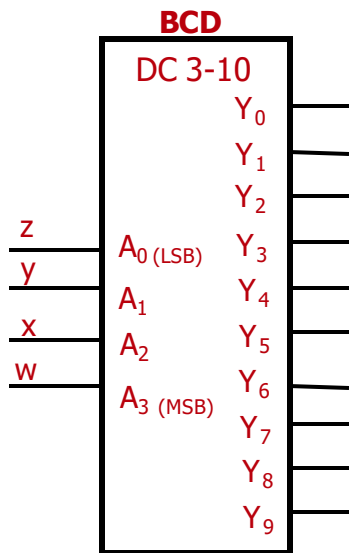 BCD
DC 3-10
Y0
Y1
Y2
z
A0 (LSB)
Y3
y
A1
Y4
x
A2
Y5
w
A3 (MSB)
Y6
Y7
Y8
Y9